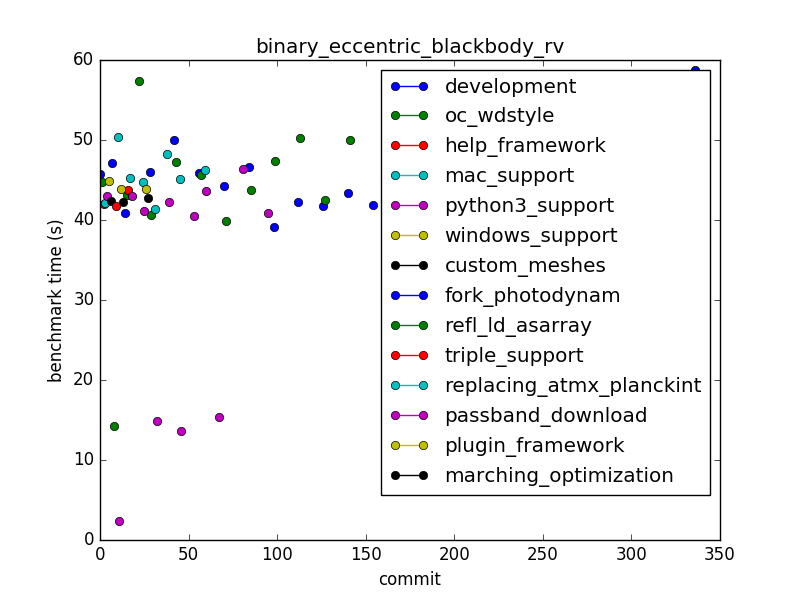 binary_eccentric_blackbody_rv
60
50
40
30
20
10
0
benchmark time (s)
development
oc_wdstyle
help_framework
mac_support
python3_support
windows_support
custom_meshes
fork_photodynam
refl_ld_asarray
triple_support
replacing_atmx_planckint
passband_download
plugin_framework
marching_optimization
0 50 100 150 200 250 300 350
commit